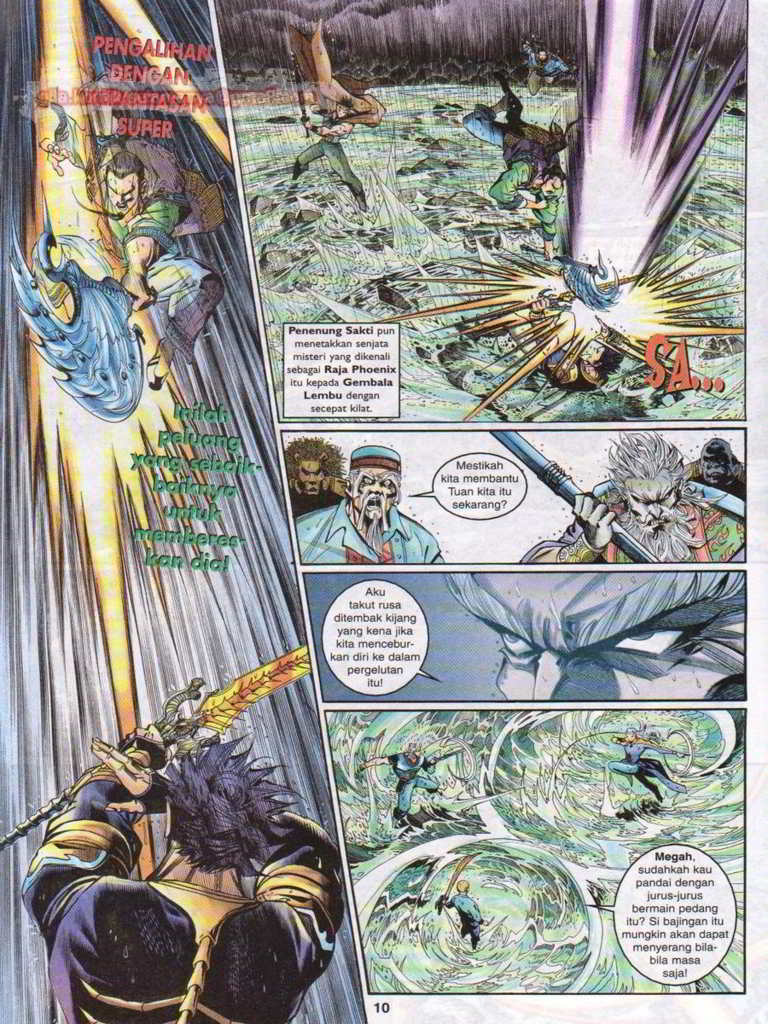 PENGALIHAN
DENGAN
KEPANTASAN
SUPER
Inilah
peluang
yang sebaik-
baiknya
untuk
memberes-
kan dia!
Penenung Sakti pun
menetakkan senjata
misteri yang dikenali
sebagai Raja Phoenix
itu kepada Gembala
Lembu dengan
secepat kilat.
SA...
Mestikah
kita membantu
Tuan kita itu
sekarang?
Aku
takut rusa
ditembak kijang
yang kena jika
kita mencebur-
kan diri ke dalam
pergelutan
itu!
Megah,
sudahkah kau
pandai dengan
jurus-jurus
bermain pedang
itu? Si bajingan itu
mungkin akan dapat
menyerang bila-
bila masa
saja!
10